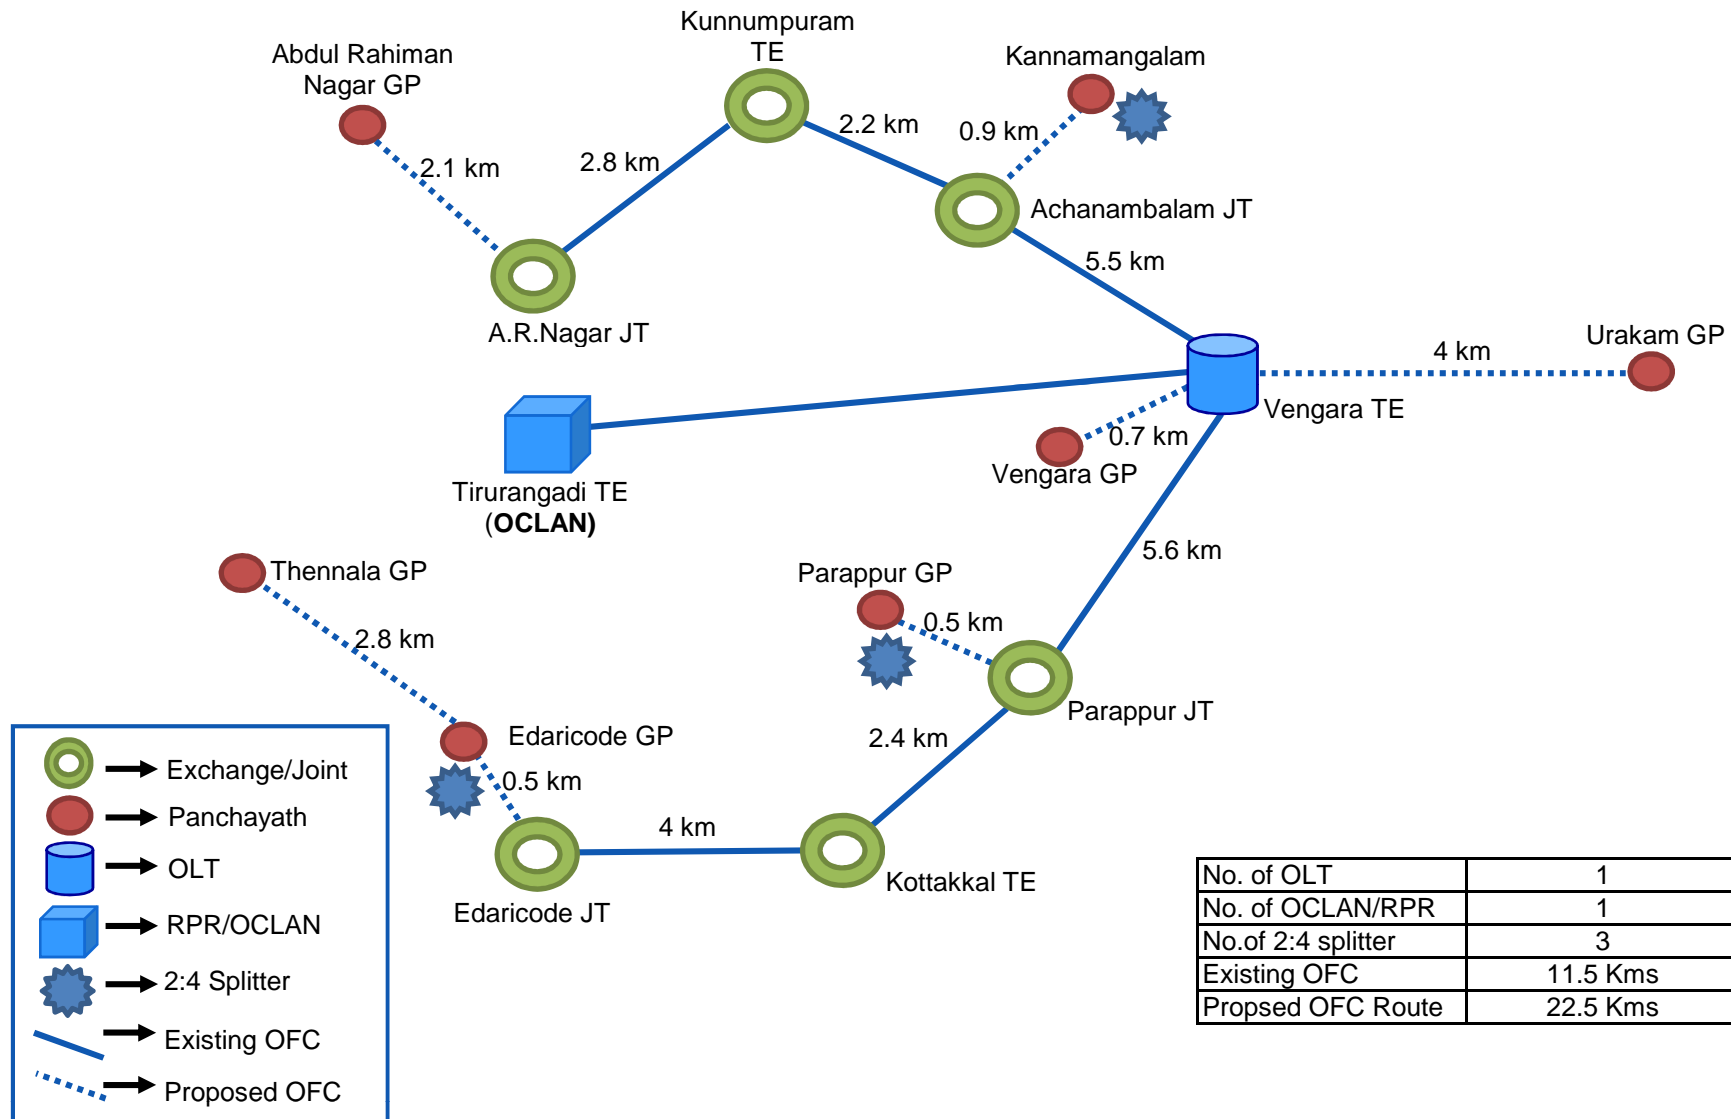 Kunnumpuram
TE
Abdul Rahiman
Nagar GP
Kannamangalam
2.2 km
0.9 km
2.8 km
2.1 km
Achanambalam JT
5.5 km
A.R.Nagar JT
Urakam GP
4 km
Vengara TE
0.7 km
Vengara GP
Tirurangadi TE
(OCLAN)
5.6 km
Thennala GP
Parappur GP
0.5 km
2.8 km
Parappur JT
Edaricode GP
2.4 km
0.5 km
4 km
Kottakkal TE
Edaricode JT
Exchange/Joint
Panchayath
OLT
RPR/OCLAN
2:4 Splitter
Existing OFC
Proposed OFC
No. of OLT 1
No. of OCLAN/RPR 1
No.of 2:4 splitter 3
Existing OFC 11.5 Kms
Propsed OFC Route 22.5 Kms